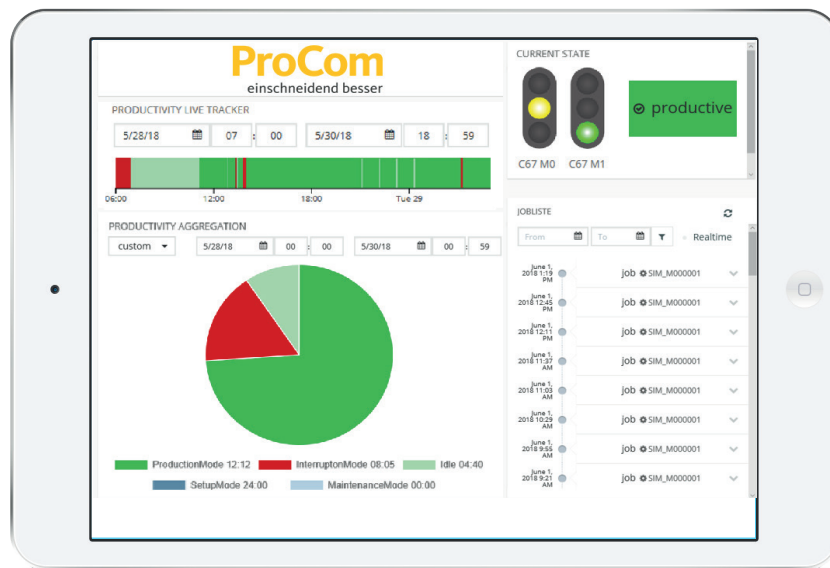 ProCom
einschneidend besser
PRODUCTIVITY LIVE TRACKER
5/28/18 07 : 00 5/30/18 18 : 59
06:00 12:00 18:00 Tue 29
PRODUCTIVITY AGGREGATION
custom 5/28/18 00 : 00 5/30/18 00 : 59
ProductionMode 12:12 InterruptonMode 08:05 Idle 04:40
SetupMode 24:00 MaintenanceMode 00:00
CURRENT STATE
productive
C67 M0 C67 M1
JOBLISTE
From To Realtime
June 1,
2018 1:19
PM
job SIM_M000001
June 1,
2018 12:45
PM
job SIM_M000001
June 1,
2018 12:11
PM
job SIM_M000001
June 1,
2018 11:37
AM
job SIM_M000001
June 1,
2018 11:03
AM
job SIM_M000001
June 1,
2018 10:29
AM
job SIM_M000001
June 1,
2018 9:55
AM
job SIM_M000001
June 1,
2018 9:21
AM
job SIM_M000001